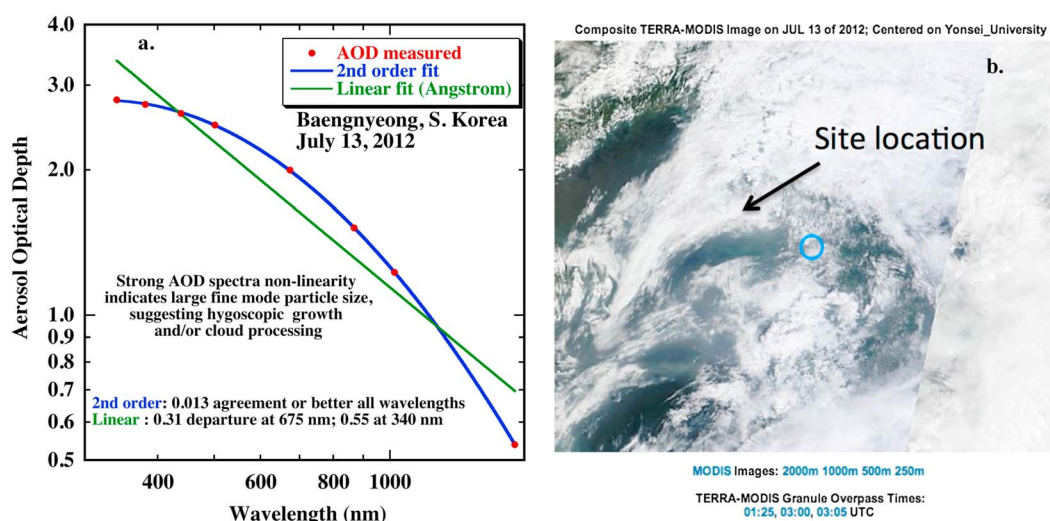 a.
AOD measured
2nd order fit
Linear fit (Angstrom)
Baengnyeong, S. Korea
July 13, 2012
Strong AOD spectra non-linearity
indicates large fine mode particle size,
suggesting hygoscopic growth
and/or cloud processing
2nd order: 0.013 agreement or better all wavelengths
Linear : 0.31 departure at 675 nm; 0.55 at 340 nm
Aerosol Optical Depth
4.0
3.0
2.0
1.0
0.9
0.8
0.7
0.6
0.5
400
600
800
1000
Wavelength (nm)
Composite TERRA-MODIS Image on JUL 13 of 2012; Centered on Yonsei_University
b.
Site location
MODIS Images: 2000m 1000m 500m 250m
TERRA-MODIS Granule Overpass Times:
01:25, 03:00, 03:05 UTC